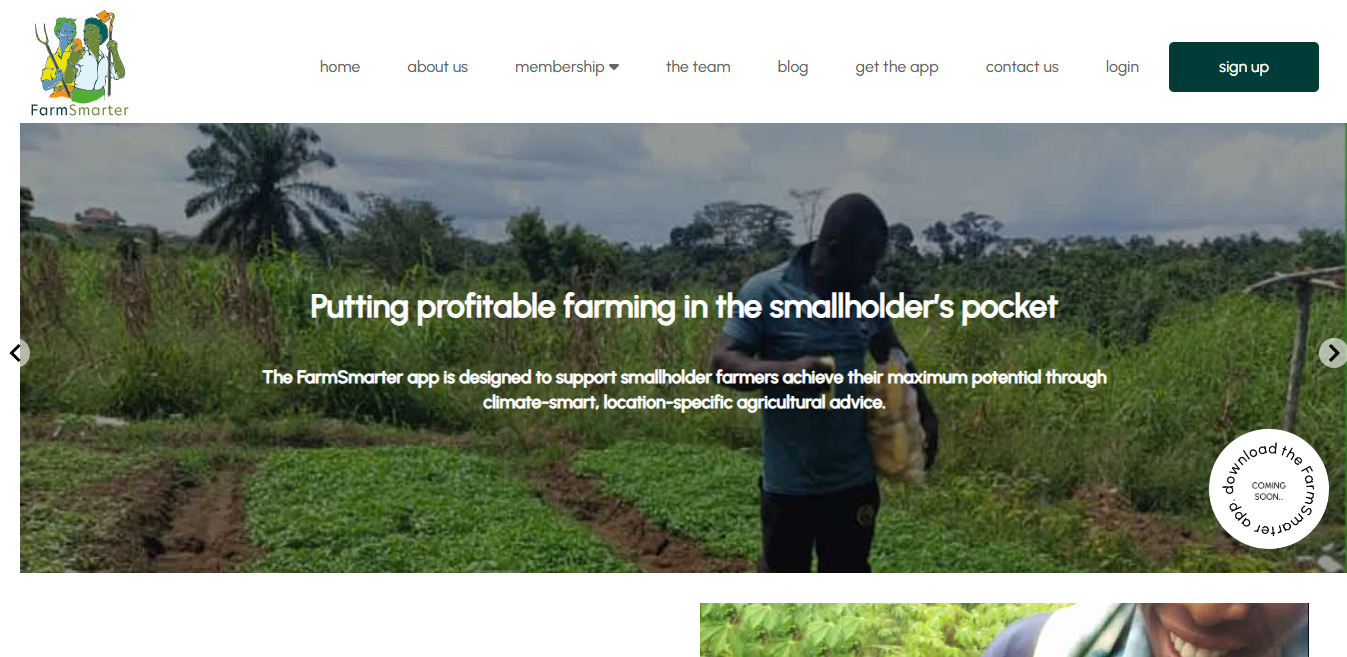 FarmSmarter
home
about us
membership
the team
blog
get the app
contact us
login
sign up
Putting profitable farming in the smallholder's pocket
The FarmSmarter app is designed to support smallholder farmers achieve their maximum potential through
climate-smart, location-specific agricultural advice.
download the FarmSmarter app.
COMING
SOON..